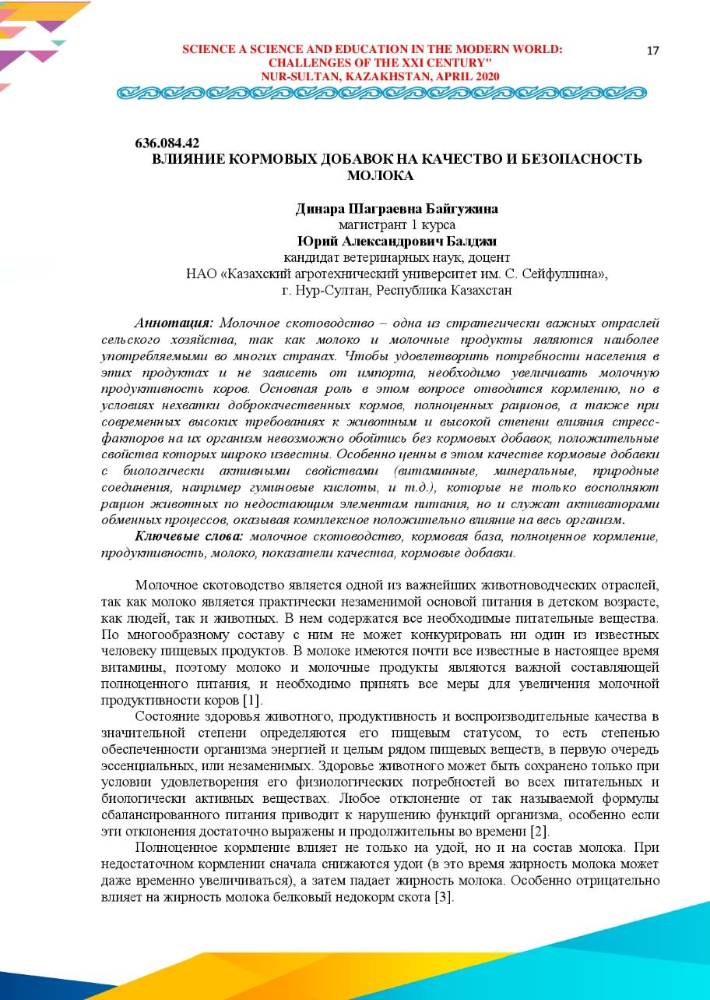 SCIENCE A SCIENCE AND EDUCATION IN THE MODERN WORLD:
CHALLENGES OF THE XXI CENTURY"
NUR-SULTAN, KAZAKHSTAN, APRIL 2020
17
636.084.42
ВЛИЯНИЕ КОРМОВЫХ ДОБАВОК НА КАЧЕСТВО И БЕЗОПАСНОСТЬ
МОЛОКА
Динара Шаграевна Байгужина
магистрант 1 курса
Юрий Александрович Балджи
кандидат ветеринарных наук, доцент
НАО «Казахский агротехнический университет им. С. Сейфуллина»,
г. Нур-Султан, Республика Казахстан
Аннотация: Молочное скотоводство – одна из стратегически важных отраслей
сельского хозяйства, так как молоко и молочные продукты являются наиболее
употребляемыми во многих странах. Чтобы удовлетворить потребности населения в
этих продуктах и не зависеть от импорта, необходимо увеличивать молочную
продуктивность коров. Основная роль в этом вопросе отводится кормлению, но в
условиях нехватки доброкачественных кормов, полноценных рационов, а также при
современных высоких требованиях к животным и высокой степени влияния стресс-
факторов на их организм невозможно обойтись без кормовых добавок, положительные
свойства которых широко известны. Особенно ценны в этом качестве кормовые добавки
с биологически активными свойствами (витаминные, минеральные, природные
соединения, например гуминовые кислоты, и т.д.), которые не только восполняют
рацион животных по недостающим элементам питания, но и служат активаторами
обменных процессов, оказывая комплексное положительно влияние на весь организм.
Ключевые слова: молочное скотоводство, кормовая база, полноценное кормление,
продуктивность, молоко, показатели качества, кормовые добавки.
Молочное скотоводство является одной из важнейших животноводческих отраслей,
так как молоко является практически незаменимой основой питания в детском возрасте,
как людей, так и животных. В нем содержатся все необходимые питательные вещества.
По многообразному составу с ним не может конкурировать ни один из известных
человеку пищевых продуктов. В молоке имеются почти все известные в настоящее время
витамины, поэтому молоко и молочные продукты являются важной составляющей
полноценного питания, и необходимо принять все меры для увеличения молочной
продуктивности коров [1].
Состояние здоровья животного, продуктивность и воспроизводительные качества в
значительной степени определяются его пищевым статусом, то есть степенью
обеспеченности организма энергией и целым рядом пищевых веществ, в первую очередь
эссенциальных, или незаменимых. Здоровье животного может быть сохранено только при
условии удовлетворения его физиологических потребностей во всех питательных и
биологически активных веществах. Любое отклонение от так называемой формулы
сбалансированного питания приводит к нарушению функций организма, особенно если
эти отклонения достаточно выражены и продолжительны во времени [2].
Полноценное кормление влияет не только на удой, но и на состав молока. При
недостаточном кормлении сначала снижаются удои (в это время жирность молока может
даже временно увеличиваться), а затем падает жирность молока. Особенно отрицательно
влияет на жирность молока белковый недокорм скота [3].